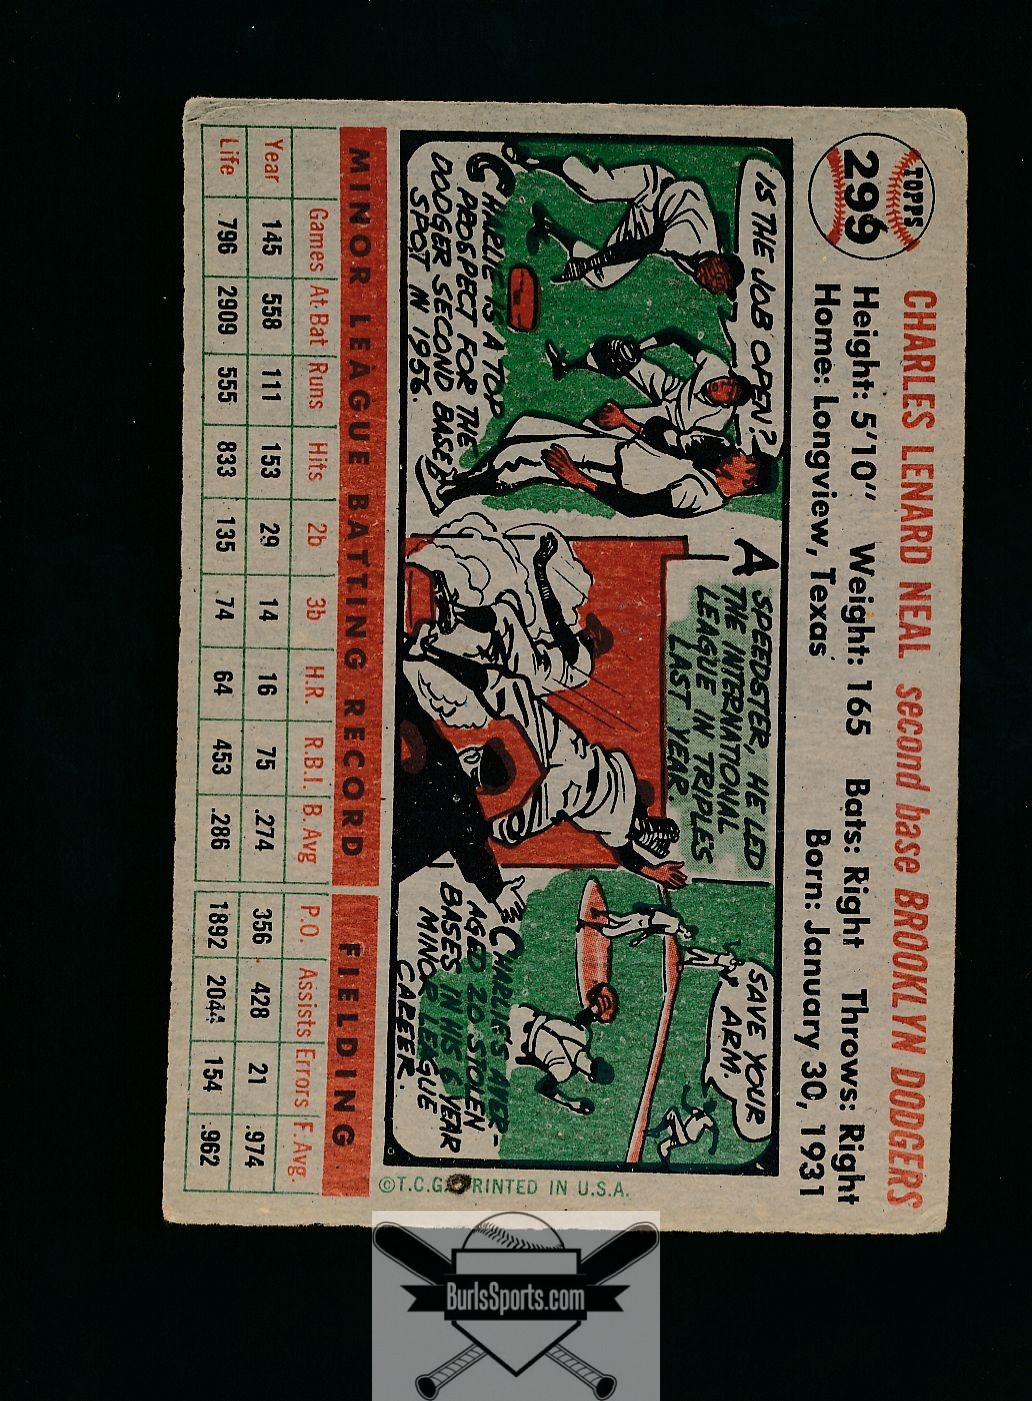 TOPPS
299
CHARLES LENARD NEAL second base BROOKLYN DODGERS
Height: 5'10" Weight: 165 Bats: Right Throws: Right
Home: Longview, Texas Born: January 30, 1931
IS THE JOB OPEN?
CHARLIE IS A TOP
PROSPECT FOR THE
DODGER SECOND BASE
SPOT IN 1956.
A SPEEDSTER, HE LED
THE INTERNATIONAL
LEAGUE IN TRIPLES
LAST YEAR
SAVE YOUR
ARM.
CHARLIE'S AVER-
AGED 20 STOLEN
BASES IN HIS 6 YEAR
MINOR LEAGUE
CAREER.
MINOR LEAGUE BATTING RECORD FIELDING
Games At Bat Runs Hits 2b 3b H.R. R.B.I. B. Avg P.O. Assists Errors F. Avg.
Year 145 558 111 153 29 14 16 75 .274 356 428 21 .974
Life 796 2909 555 833 135 74 64 453 .286 1892 2044 154 .962
©T.C.G. PRINTED IN U.S.A.
BurlsSports.com